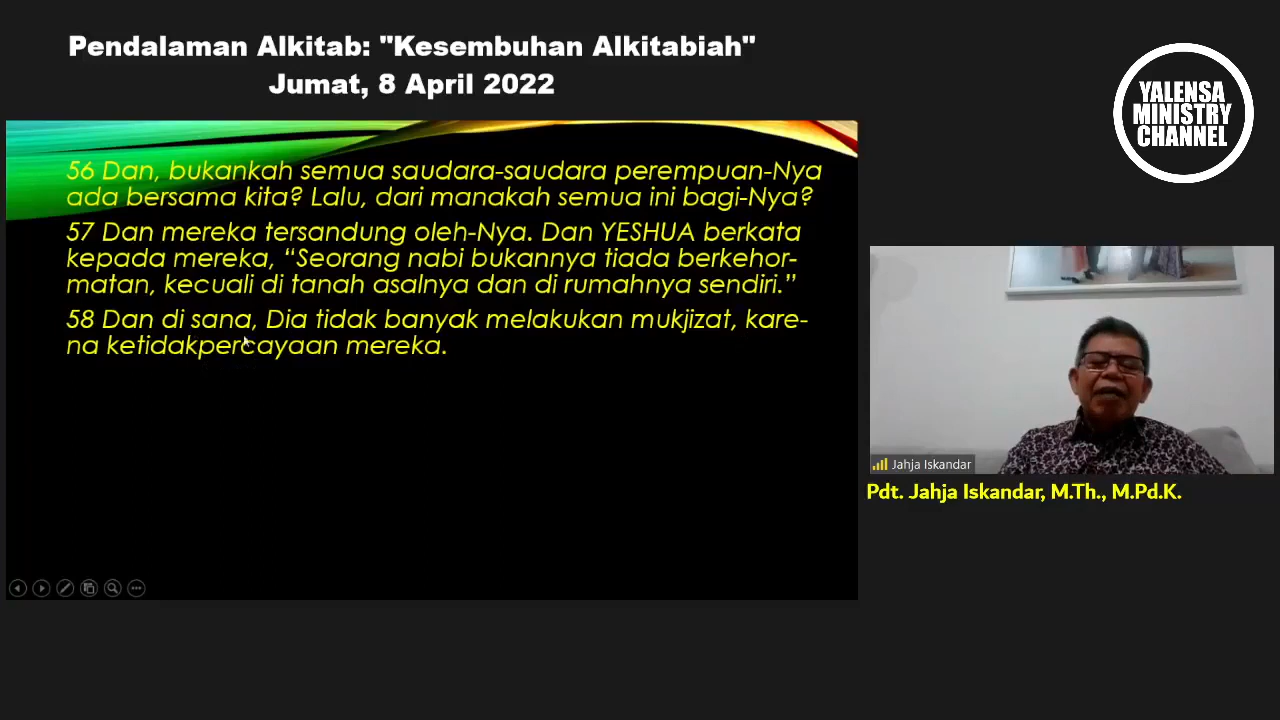 Pendalaman Alkitab: "Kesembuhan Alkitabiah"
Jumat, 8 April 2022
YALENSA
MINISTRY
CHANNEL
56 Dan, bukankah semua saudara-saudara perempuan-Nya
ada bersama kita? Lalu, dari manakah semua ini bagi-Nya?
57 Dan mereka tersandung oleh-Nya. Dan YESHUA berkata
kepada mereka, “Seorang nabi bukannya tiada berkehor-
matan, kecuali di tanah asalnya dan di rumahnya sendiri.”
58 Dan di sana, Dia tidak banyak melakukan mukjizat, kare-
na ketidakpercayaan mereka.
Jahja Iskandar
Pdt. Jahja Iskandar, M.Th., M.Pd.K.